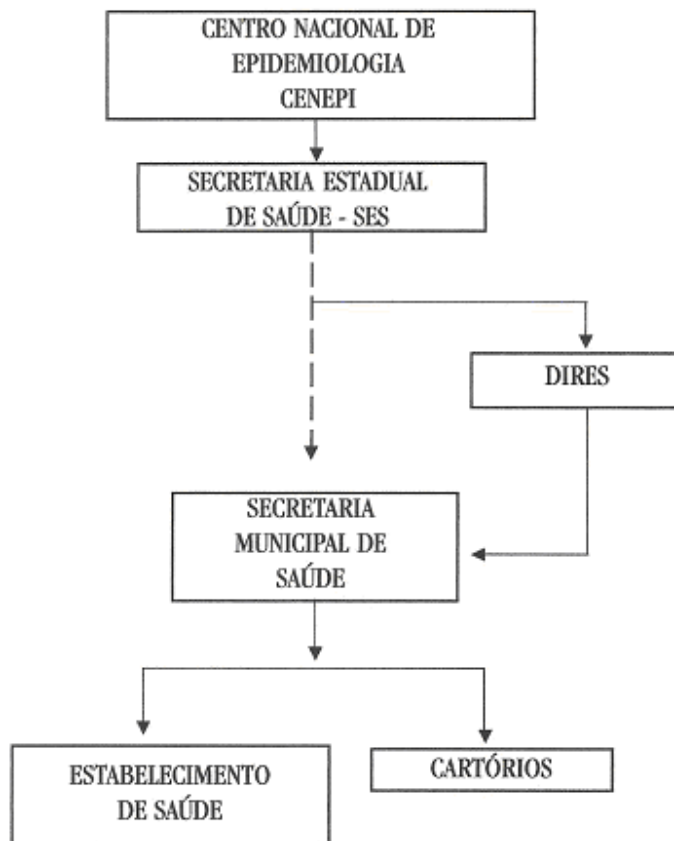 CENTRO NACIONAL DE
EPIDEMIOLOGIA
CENEPI
SECRETARIA ESTADUAL
DE SAÚDE - SES
DIRES
SECRETARIA
MUNICIPAL DE
SAÚDE
ESTABELECIMENTO
DE SAÚDE
CARTÓRIOS